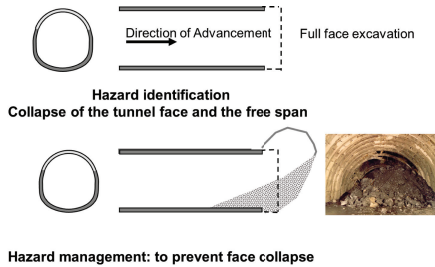 Direction of Advancement
Full face excavation
Hazard identification
Collapse of the tunnel face and the free span
Hazard management: to prevent face collapse